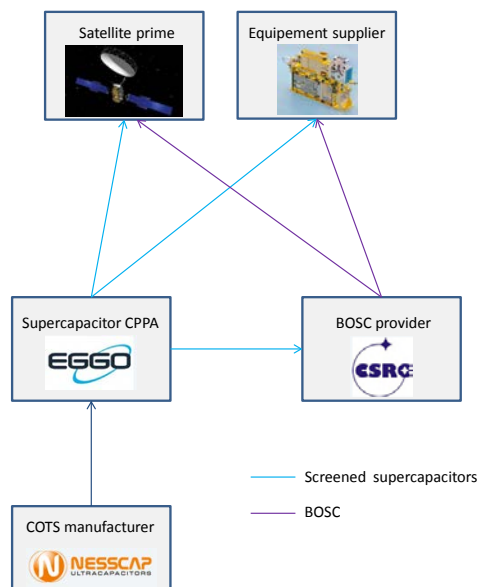 Satellite prime
Equipement supplier
Supercapacitor CPPA
EGGO
BOSC provider
CSRC
Screened supercapacitors
BOSC
COTS manufacturer
NESSCAP
ULTRACAPACITORS